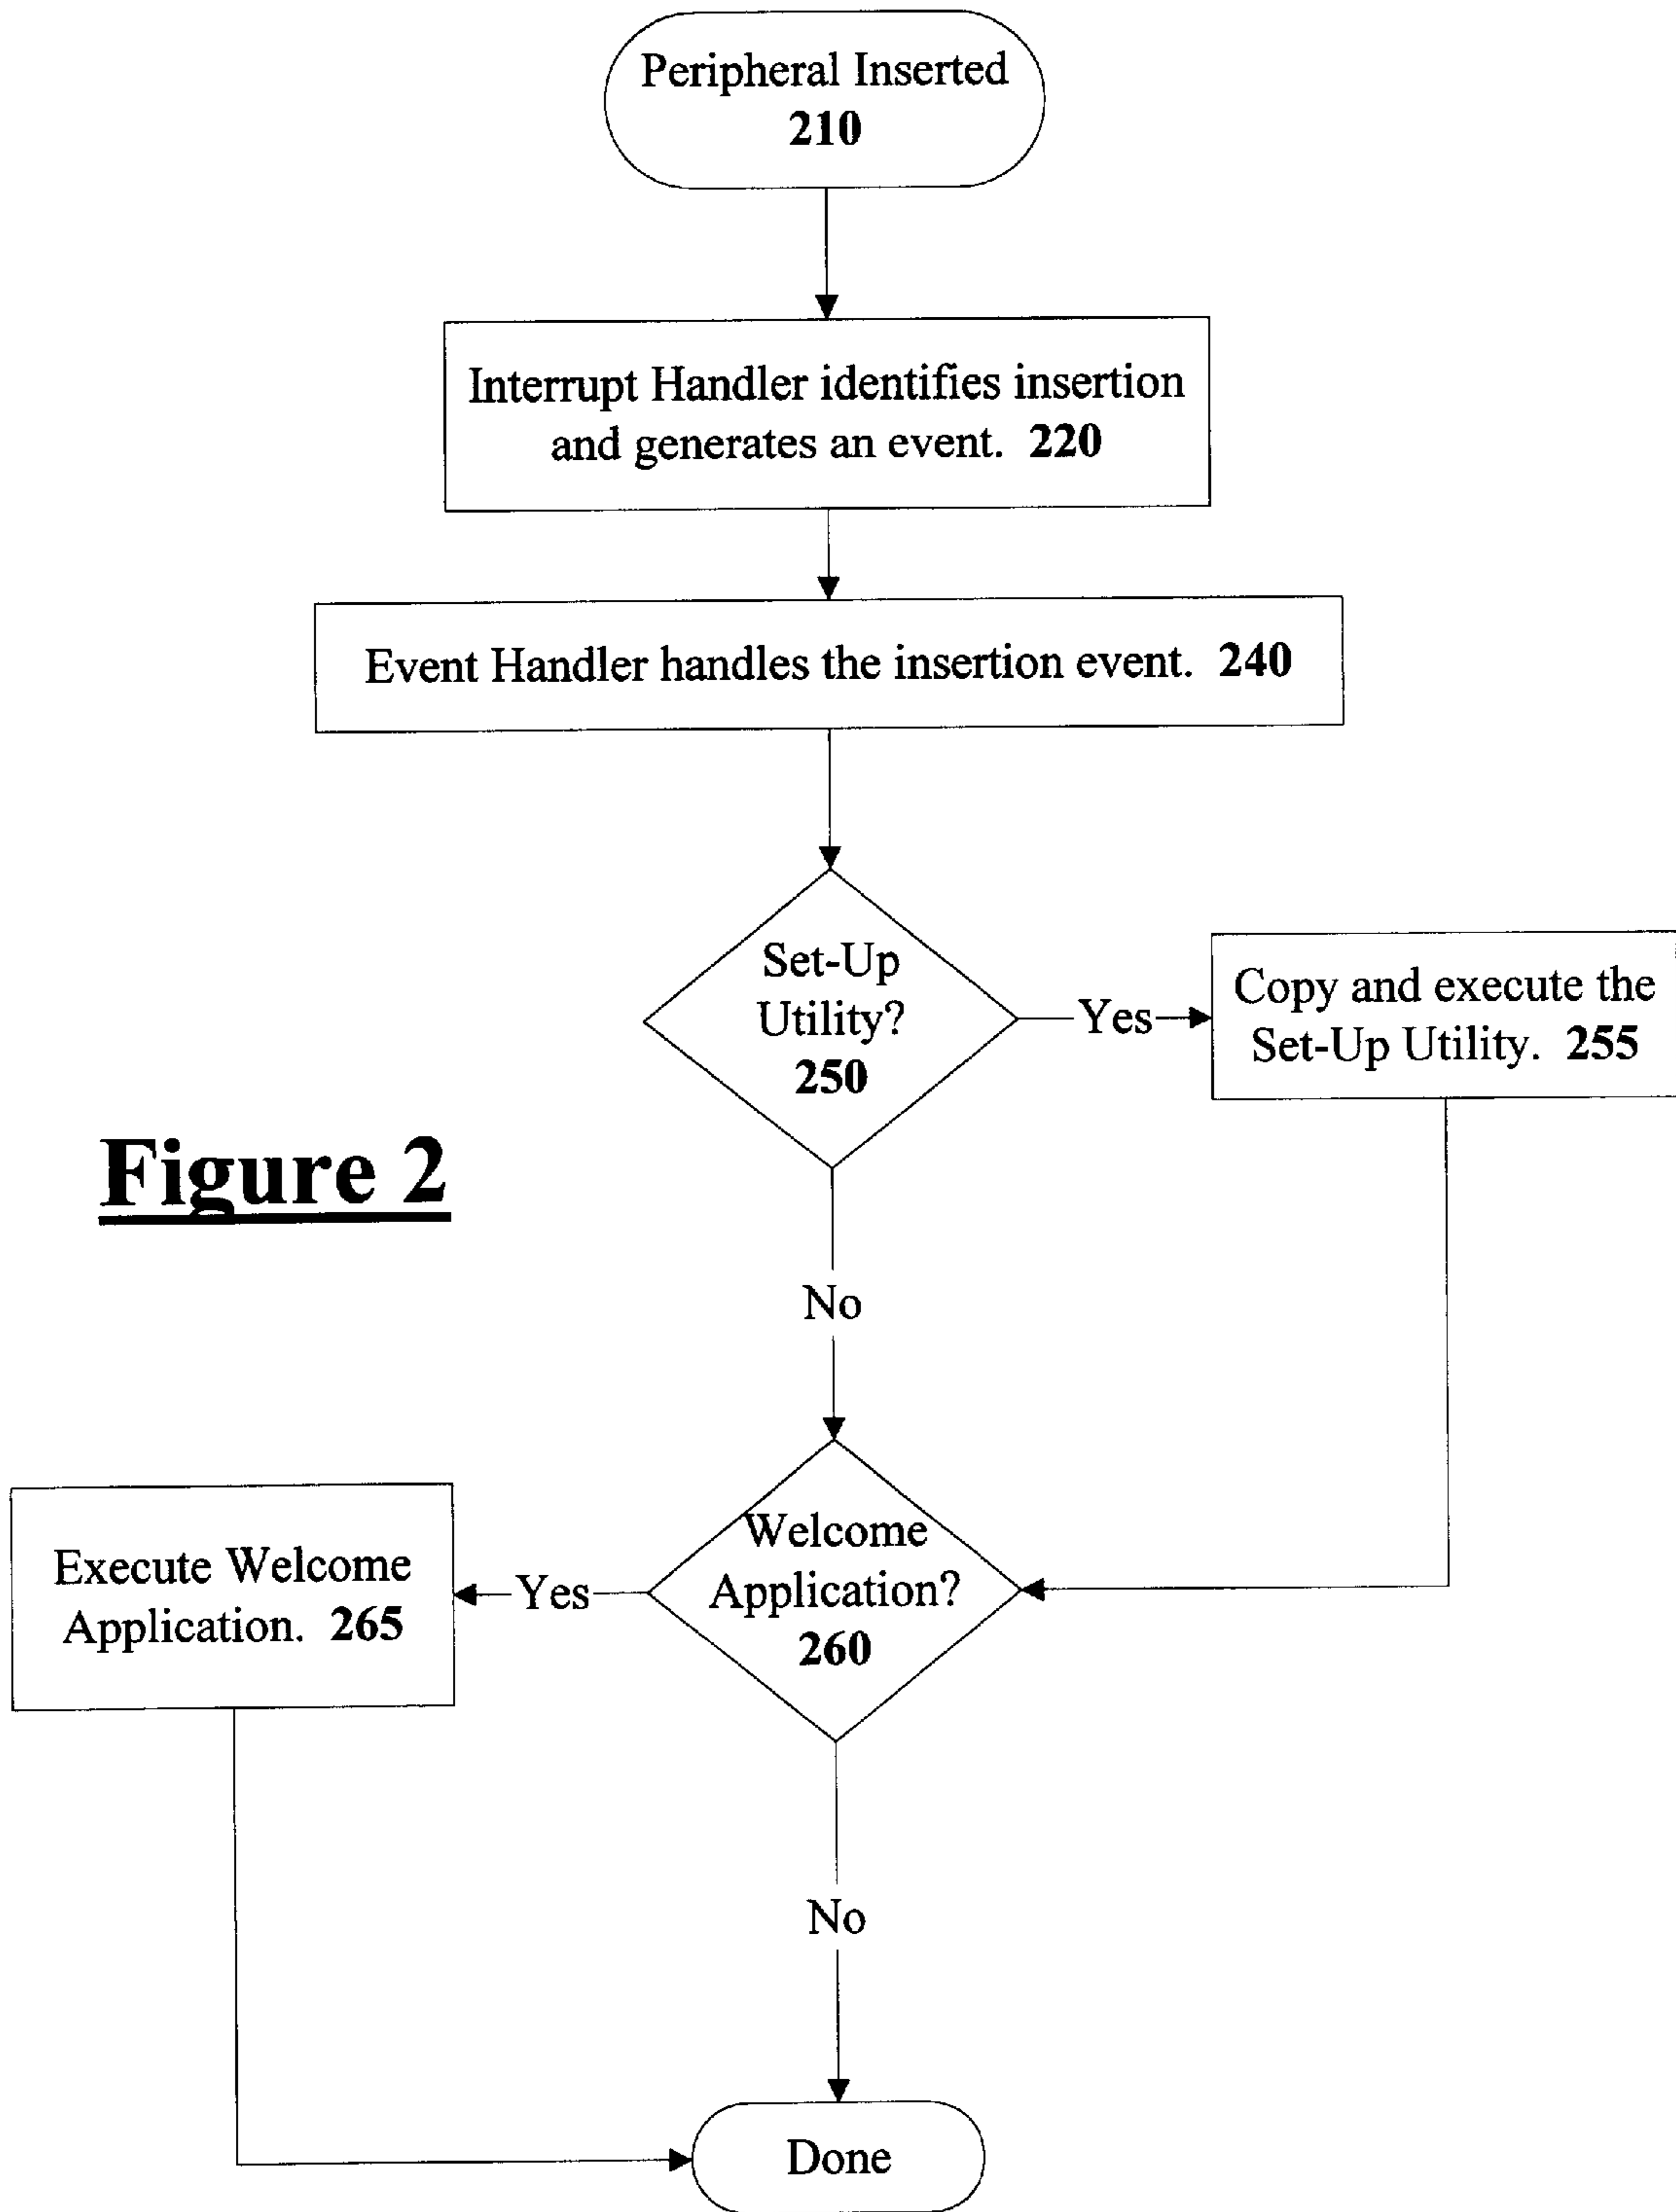 Peripheral Inserted
210
Interrupt Handler identifies insertion
and generates an event. 220
Event Handler handles the insertion event. 240
Set-Up
Utility?
250
Yes
Copy and execute the
Set-Up Utility. 255
Figure 2
No
Welcome
Application?
260
Yes
Execute Welcome
Application. 265
No
Done